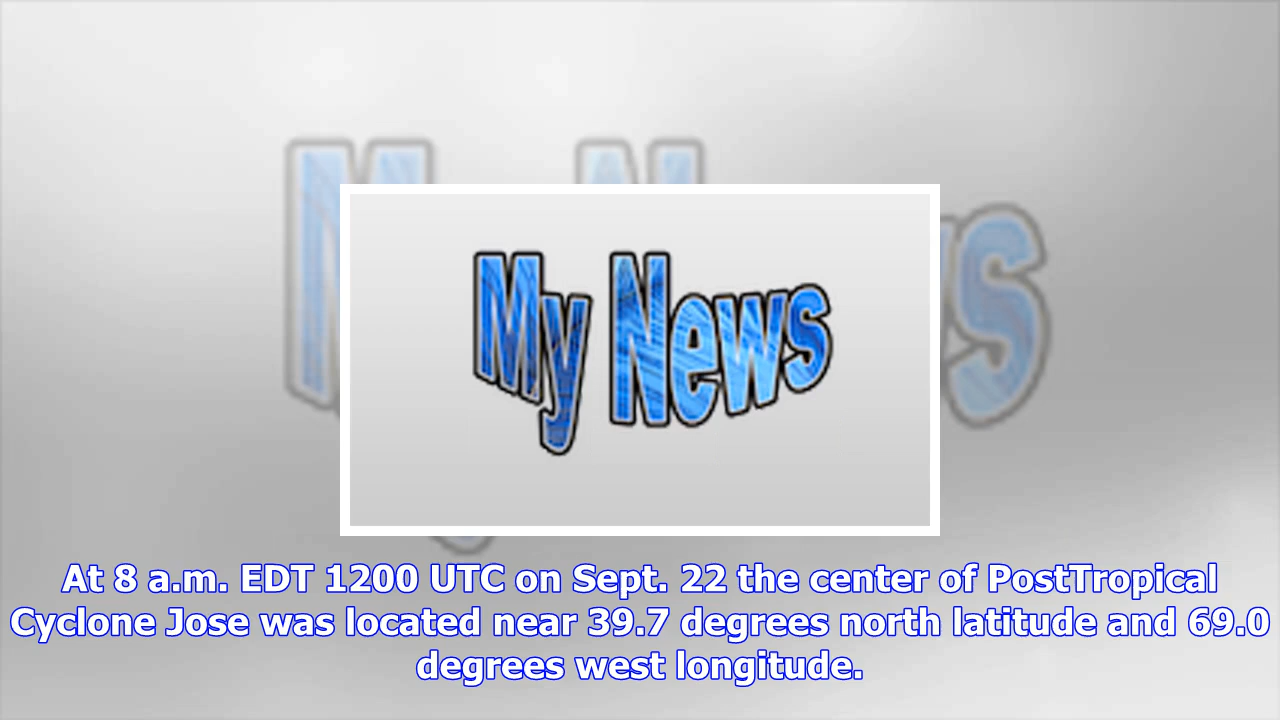 My News
At 8 a.m. EDT 1200 UTC on Sept. 22 the center of PostTropical
Cyclone Jose was located near 39.7 degrees north latitude and 69.0
degrees west longitude.